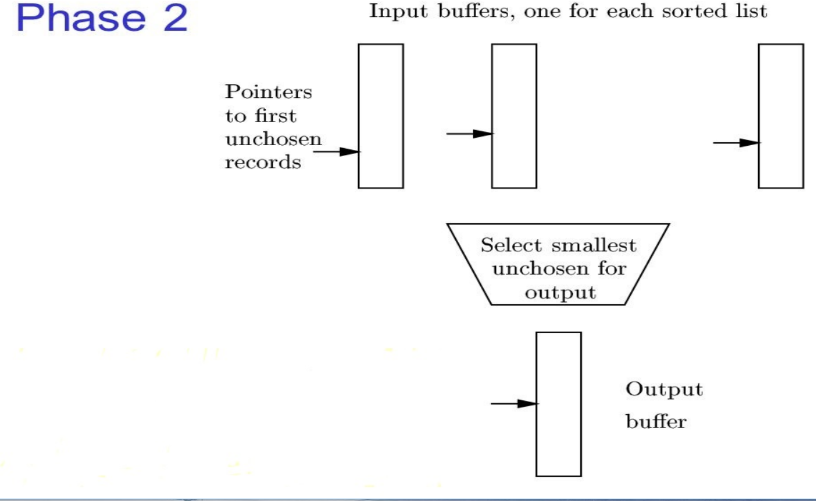 Phase 2
Input buffers, one for each sorted list
Pointers
to first
unchosen
records
Select smallest
unchosen for
output
Output
buffer